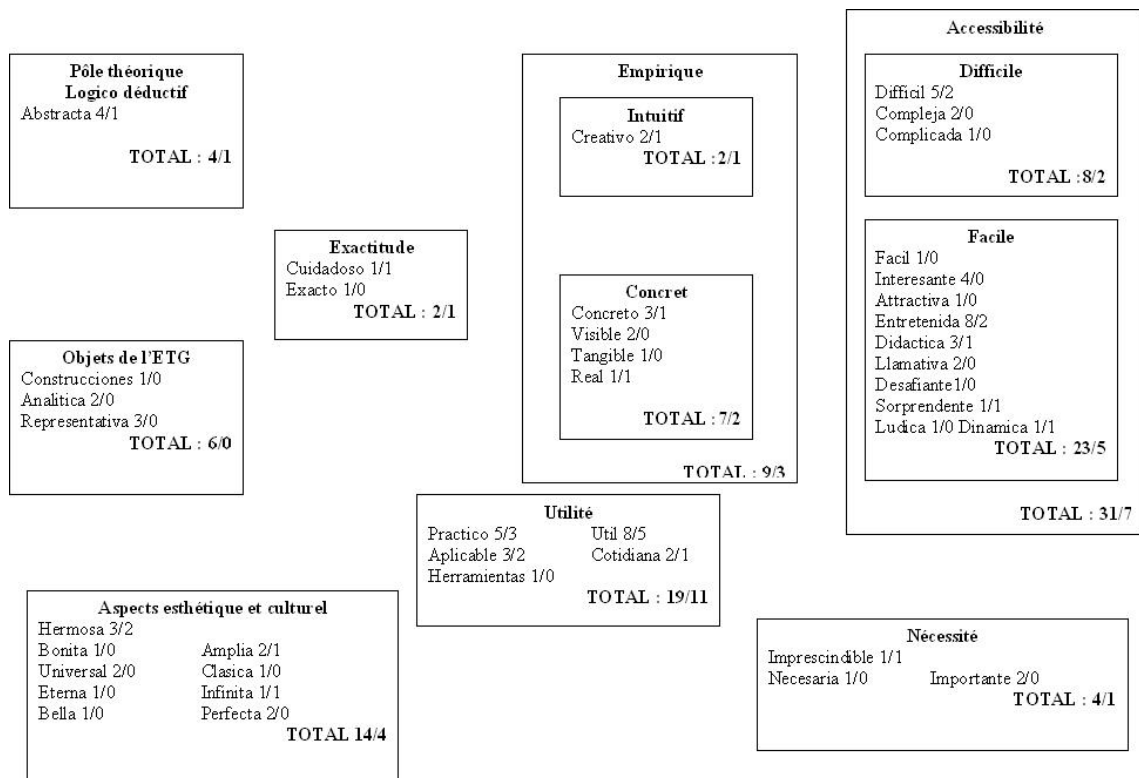 Pôle théorique
Logico déductif
Abstracta 4/1
TOTAL : 4/1
Exactitude
Cuidadoso 1/1
Exacto 1/0
TOTAL : 2/1
Objets de l'ETG
Construcciones 1/0
Analitica 2/0
Representativa 3/0
TOTAL : 6/0
Empirique
Intuitif
Creativo 2/1
TOTAL :2/1
Concret
Concreto 3/1
Visible 2/0
Tangible 1/0
Real 1/1
TOTAL : 7/2
TOTAL : 9/3
Accessibilité
Difficile
Difficil 5/2
Compleja 2/0
Complicada 1/0
TOTAL :8/2
Facile
Facil 1/0
Interesante 4/0
Attractiva 1/0
Entretenida 8/2
Didactica 3/1
Llamativa 2/0
Desafiante1/0
Sorprendente 1/1
Ludica 1/0 Dinamica 1/1
TOTAL : 23/5
TOTAL : 31/7
Utilité
Practico 5/3 Util 8/5
Aplicable 3/2 Cotidiana 2/1
Herramientas 1/0
TOTAL : 19/11
Aspects esthétique et culturel
Hermosa 3/2
Bonita 1/0 Amplia 2/1
Universal 2/0 Clasica 1/0
Eterna 1/0 Infinita 1/1
Bella 1/0 Perfecta 2/0
TOTAL 14/4
Nécessité
Imprescindible 1/1
Necesaria 1/0 Importante 2/0
TOTAL : 4/1